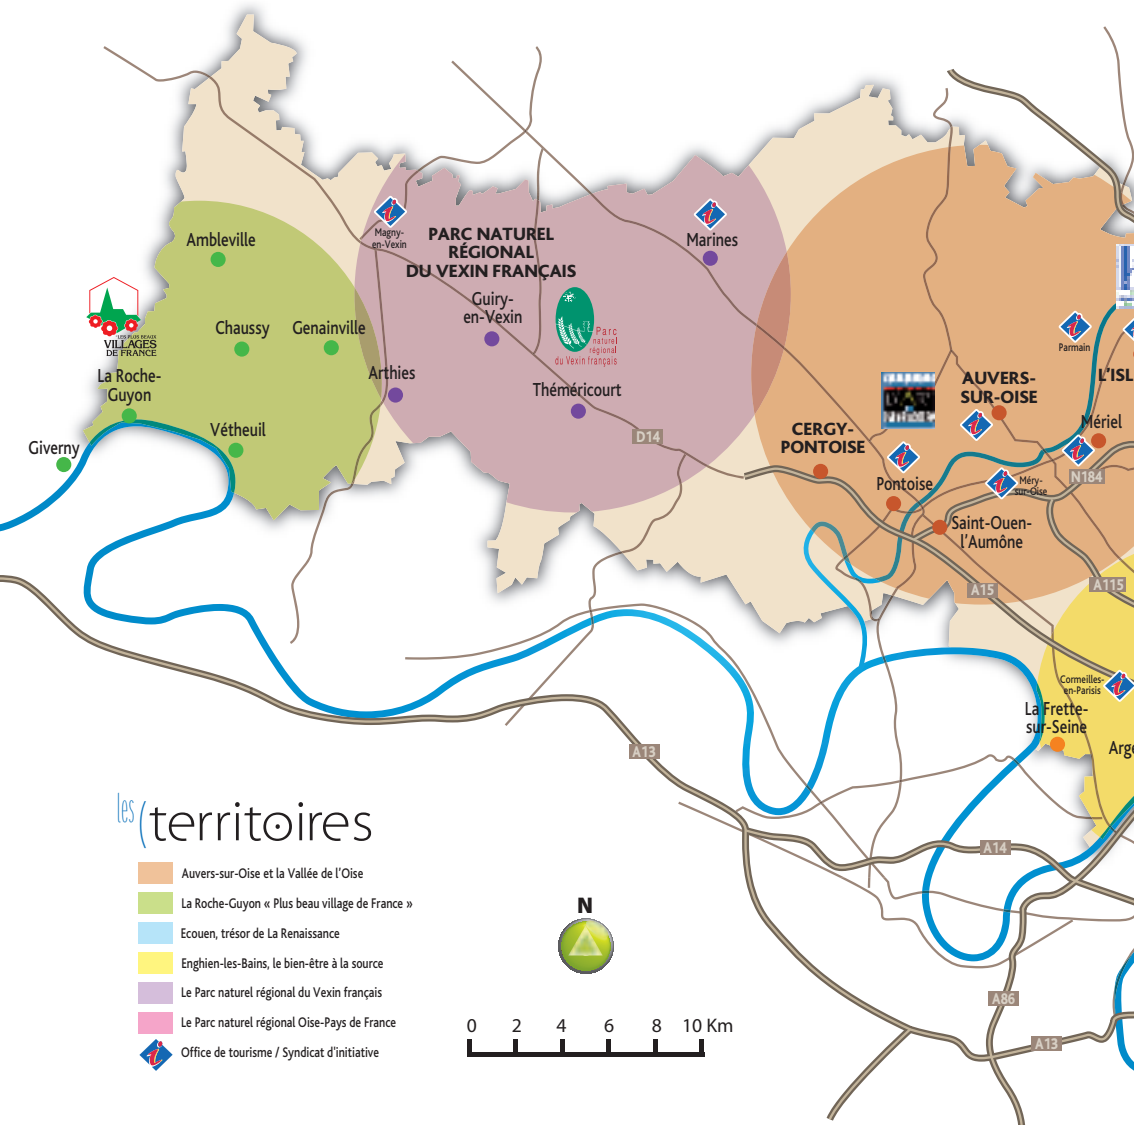 Ambleville
Magny-
en-Vexin
PARC NATUREL
RÉGIONAL
DU VEXIN FRANÇAIS
Marines
Guiry-
en-Vexin
Parc
naturel
régional
du Vexin français
LES PLUS BEAUX
VILLAGES
DE FRANCE
Chaussy
Genainville
La Roche-
Guyon
Arthies
Théméricourt
Vétheuil
Giverny
D14
Parmain
L'ISL
AUVERS-
SUR-OISE
CERGY-
PONTOISE
Mériel
Pontoise
Méry-
sur-Oise
N184
Saint-Ouen-
l'Aumône
A15
A115
Cormeilles-
en-Parisis
La Frette-
sur-Seine
Arge
A13
A14
A86
A13
les
territoires
Auvers-sur-Oise et la Vallée de l'Oise
La Roche-Guyon « Plus beau village de France »
Ecouen, trésor de La Renaissance
Enghien-les-Bains, le bien-être à la source
Le Parc naturel régional du Vexin français
Le Parc naturel régional Oise-Pays de France
Office de tourisme / Syndicat d'initiative
N
0 2 4 6 8 10 Km